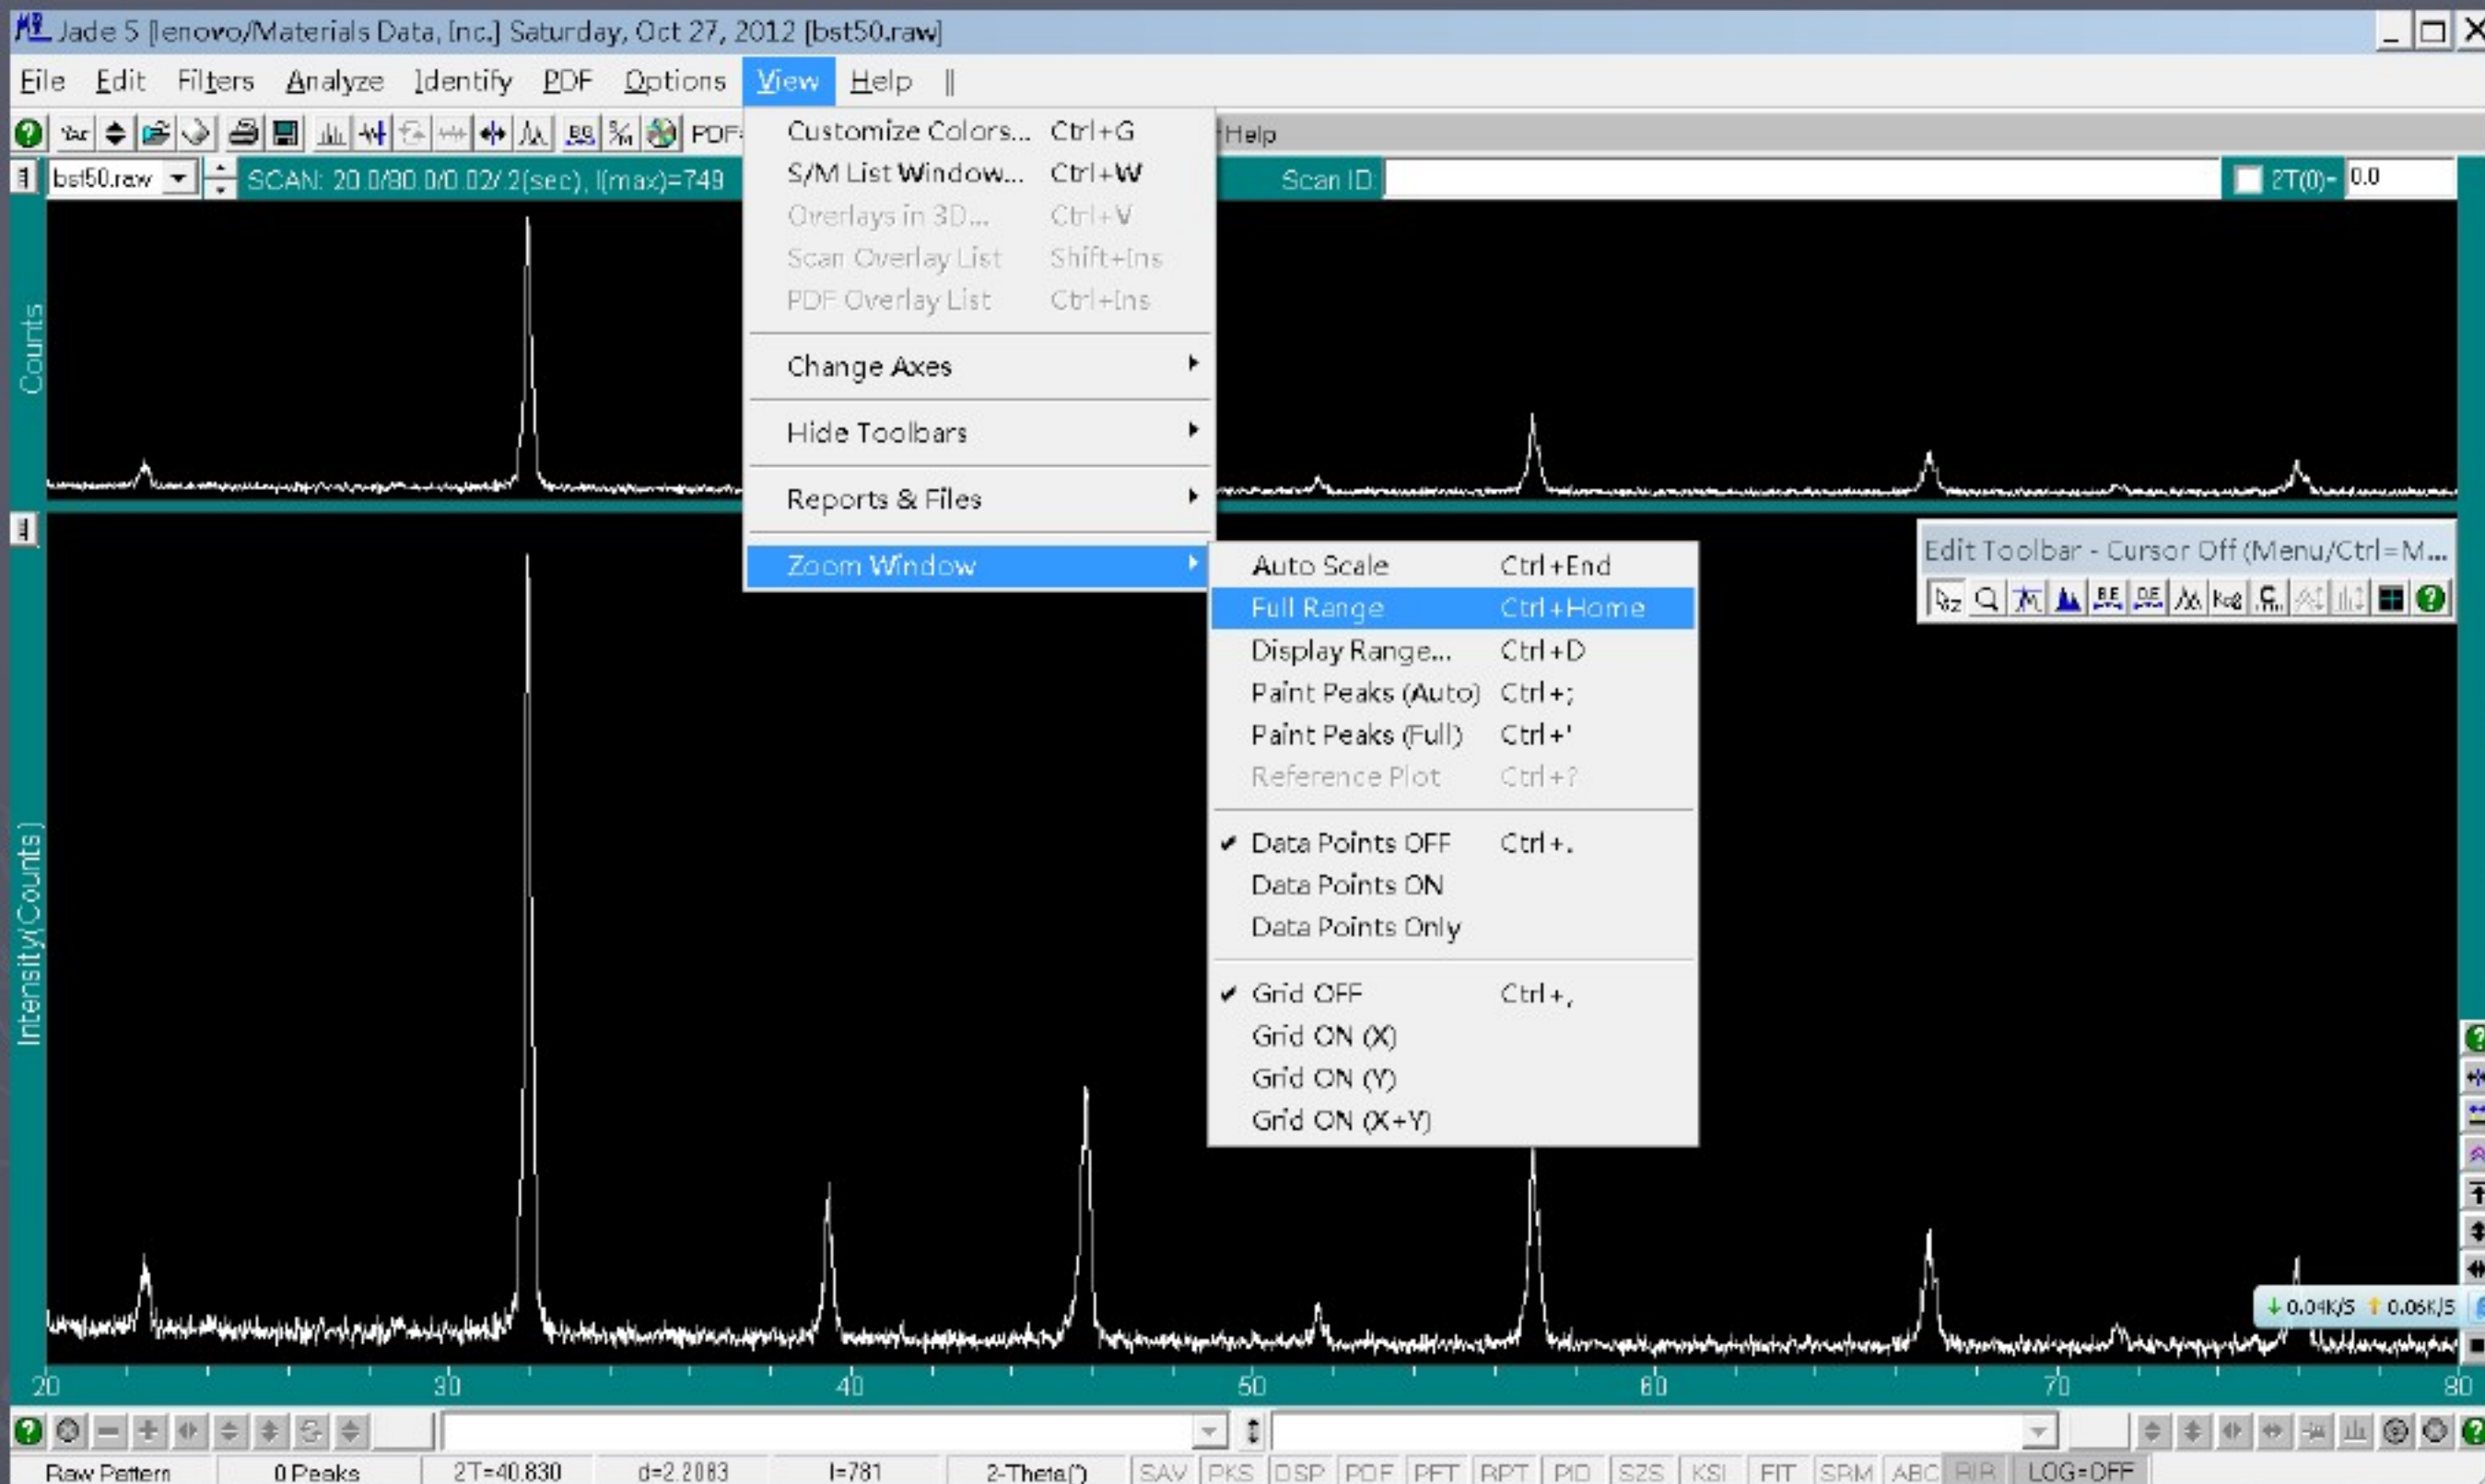 Jade 5 [lenovo/Materials Data, Inc.] Saturday, Oct 27, 2012 [bst50.raw]
File Edit Filters Analyze Identify PDF Options View Help
PDF
Help
bst50.raw SCAN: 20.0/80.0/0.02/.2(sec), I(max)=749 Scan ID: 2T(0)= 0.0
Customize Colors... Ctrl+G
S/M List Window... Ctrl+W
Overlays in 3D... Ctrl+V
Scan Overlay List Shift+Ins
PDF Overlay List Ctrl+Ins
Change Axes
Hide Toolbars
Reports & Files
Zoom Window
Auto Scale Ctrl+End
Full Range Ctrl+Home
Display Range... Ctrl+D
Paint Peaks (Auto) Ctrl+;
Paint Peaks (Full) Ctrl+'
Reference Plot Ctrl+?
Data Points OFF Ctrl+.
Data Points ON
Data Points Only
Grid OFF Ctrl+,
Grid ON (X)
Grid ON (Y)
Grid ON (X+Y)
Edit Toolbar - Cursor Off (Menu/Ctrl=M...
Counts
Intensity(Counts)
0.04K/S 0.06K/S
20 30 40 50 60 70 80
Raw Pattern 0 Peaks 2T=40.830 d=2.2083 I=781 2-Theta(°) SAV PKS DSP PDF PFT RPT PID SZS KSI FIT SRM ABC RIR LOG=OFF